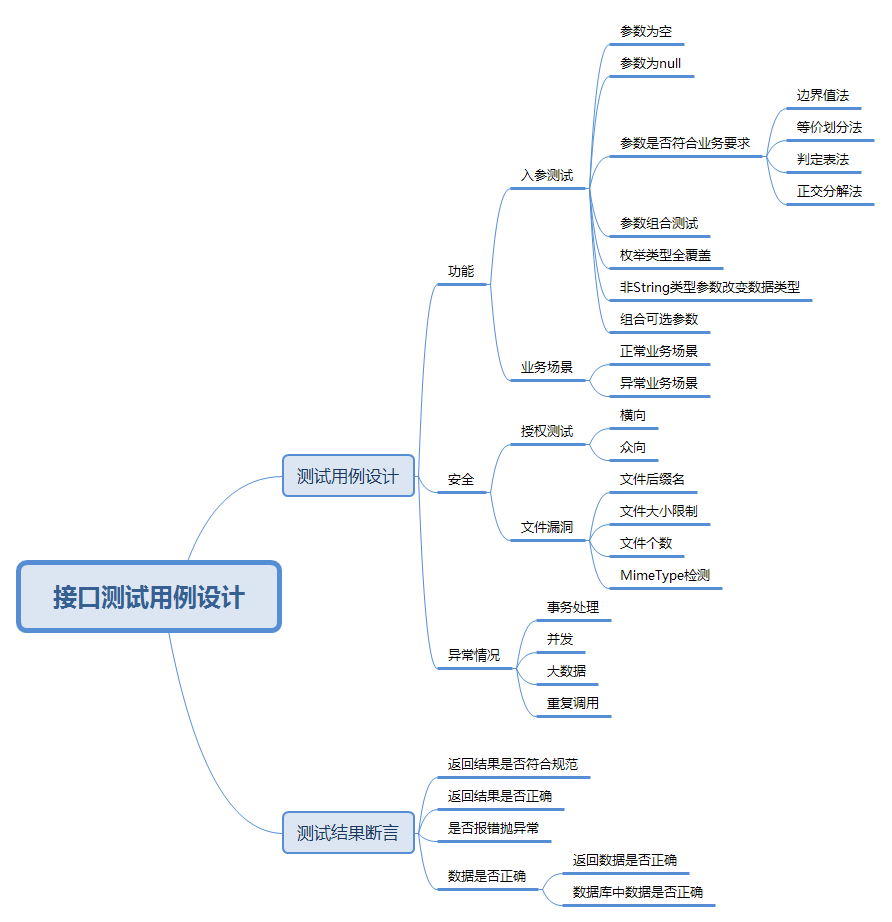 接口测试用例设计
测试用例设计
功能
入参测试
参数为空
参数为null
参数是否符合业务要求
边界值法
等价划分法
判定表法
正交分解法
参数组合测试
枚举类型全覆盖
非String类型参数改变数据类型
组合可选参数
业务场景
正常业务场景
异常业务场景
安全
授权测试
横向
众向
文件漏洞
文件后缀名
文件大小限制
文件个数
MimeType检测
异常情况
事务处理
并发
大数据
重复调用
测试结果断言
返回结果是否符合规范
返回结果是否正确
是否报错抛异常
数据是否正确
返回数据是否正确
数据库中数据是否正确